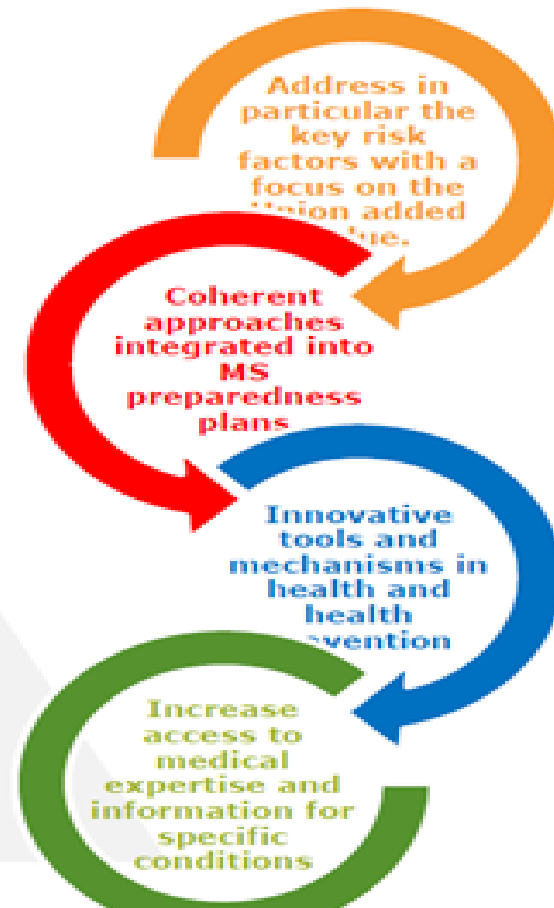 Address in
particular the
key risk
factors with a
focus on the
Union added
Coherent
approaches
integrated into
MS
preparedness
plans
Innovative
tools and
mechanisms in
health and
health
Increase
access to
medical
expertise and
information for
specific
conditions